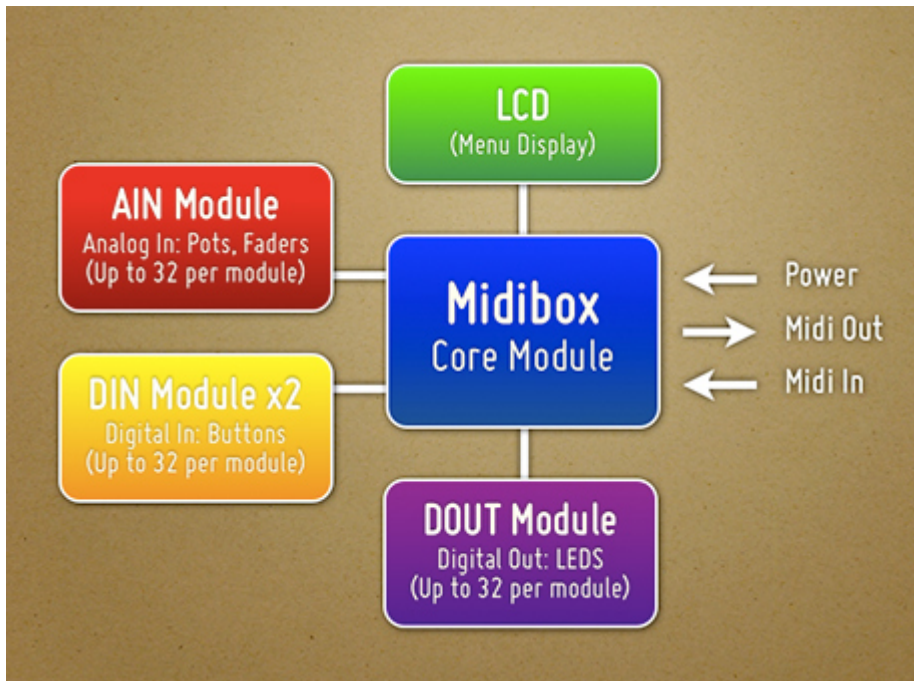 LCD
(Menu Display)
AIN Module
Analog In: Pots, Faders
(Up to 32 per module)
Midibox
Core Module
Power
Midi Out
Midi In
DIN Module x2
Digital In: Buttons
(Up to 32 per module)
DOUT Module
Digital Out: LEDS
(Up to 32 per module)